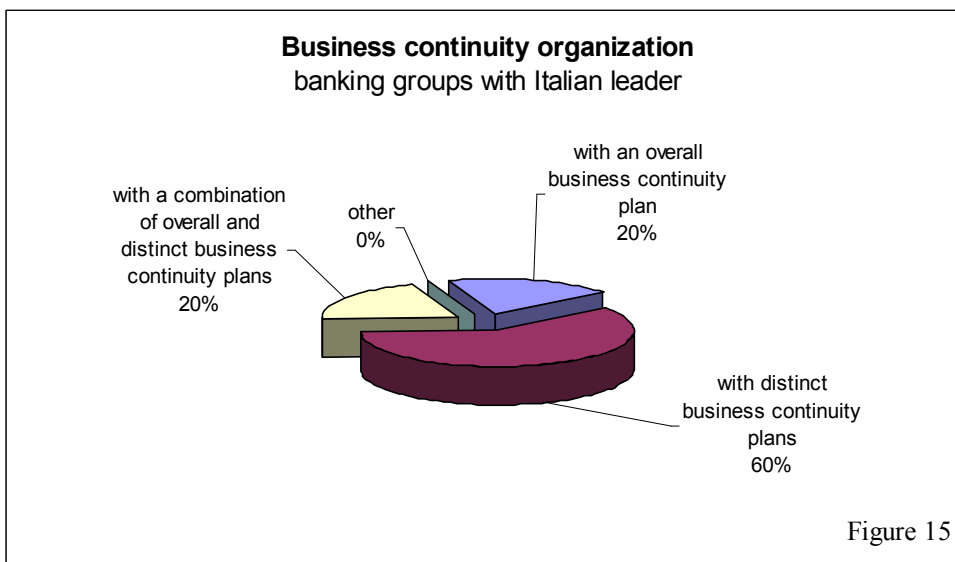 Business continuity organization
banking groups with Italian leader
with an overall
business continuity
plan
20%
with a combination
of overall and
distinct business
continuity plans
20%
other
0%
with distinct
business continuity
plans
60%
Figure 15